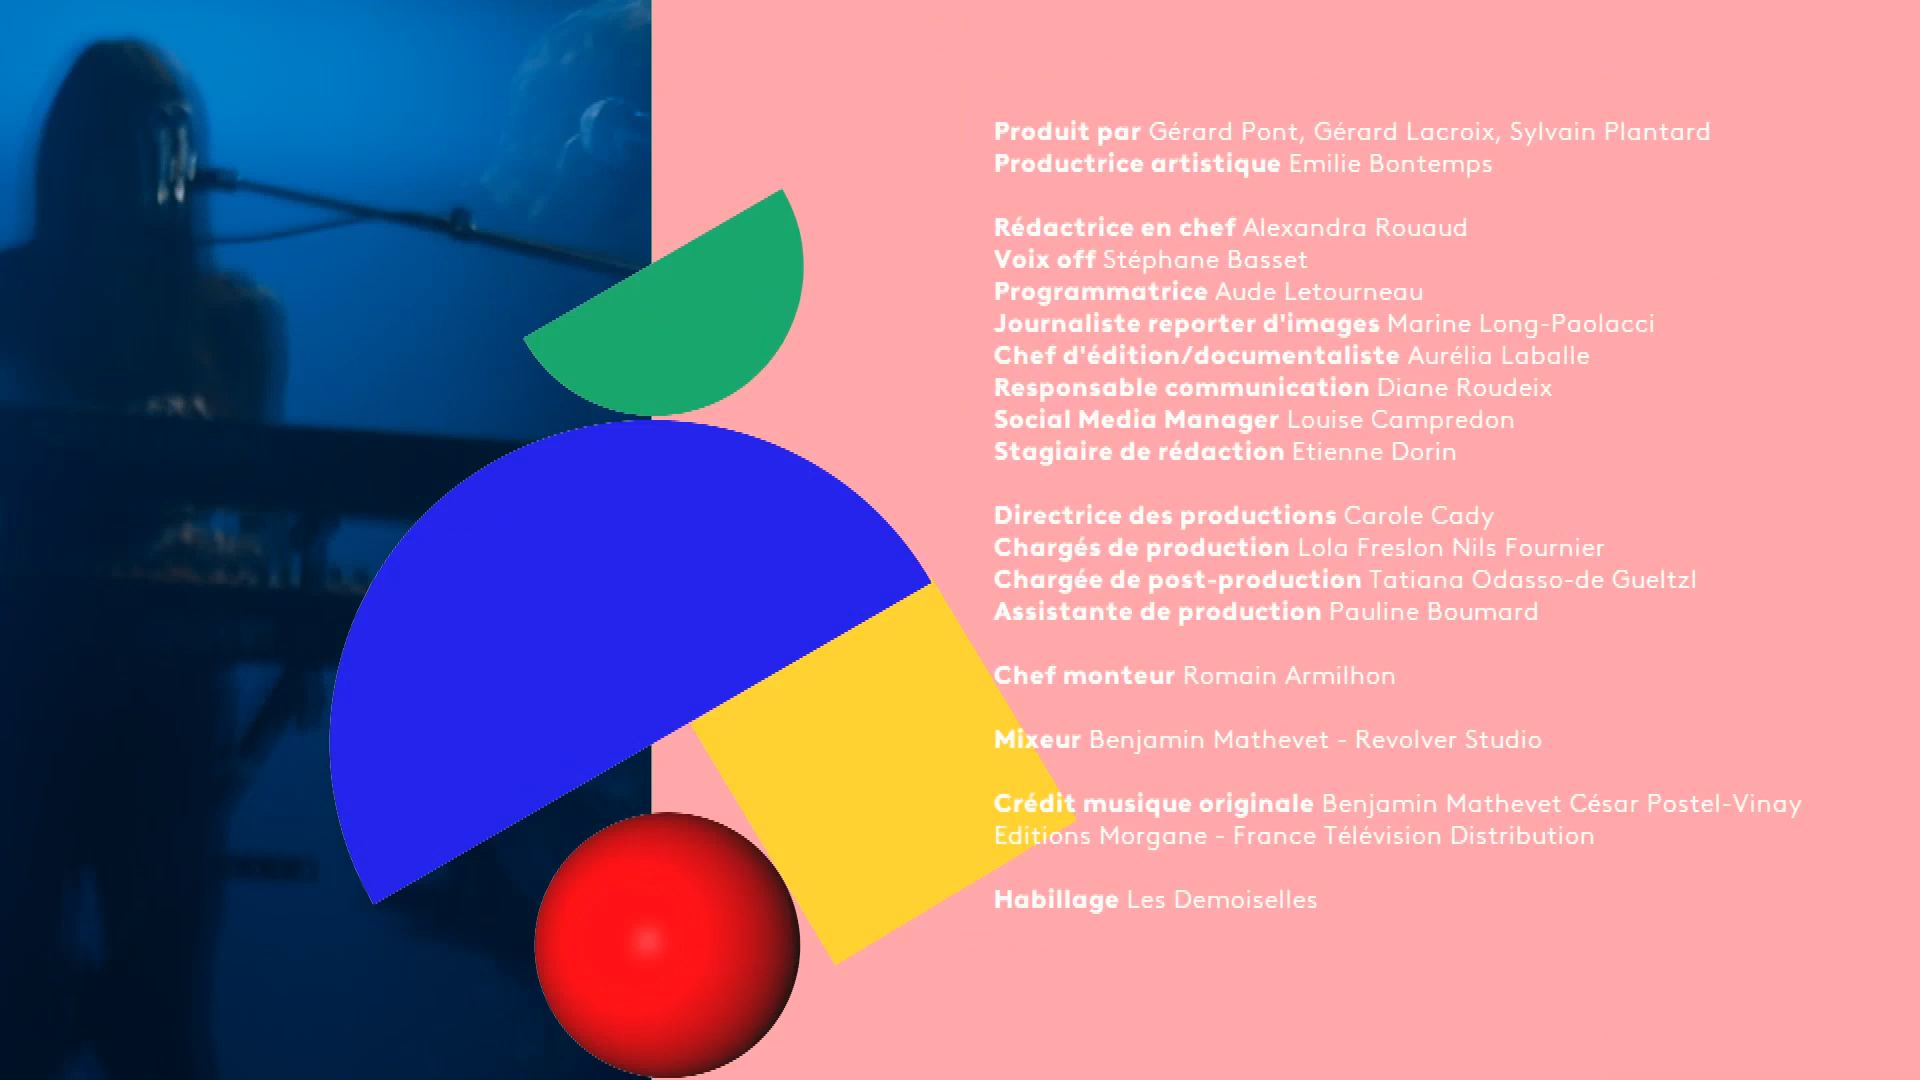 Produit par Gérard Pont, Gérard Lacroix, Sylvain Plantard
Productrice artistique Emilie Bontemps
Rédactrice en chef Alexandra Rouaud
Voix off Stéphane Basset
Programmatrice Aude Letourneau
Journaliste reporter d'images Marine Long-Paolacci
Chef d'édition/documentaliste Aurélia Laballe
Responsable communication Diane Roudeix
Social Media Manager Louise Campredon
Stagiaire de rédaction Etienne Dorin
Directrice des productions Carole Cady
Chargés de production Lola Freslon Nils Fournier
Chargée de post-production Tatiana Odasso-de Gueltzl
Assistante de production Pauline Boumard
Chef monteur Romain Armilhon
Mixeur Benjamin Mathevet - Revolver Studio
Crédit musique originale Benjamin Mathevet César Postel-Vinay
Editions Morgane - France Télévision Distribution
Habillage Les Demoiselles